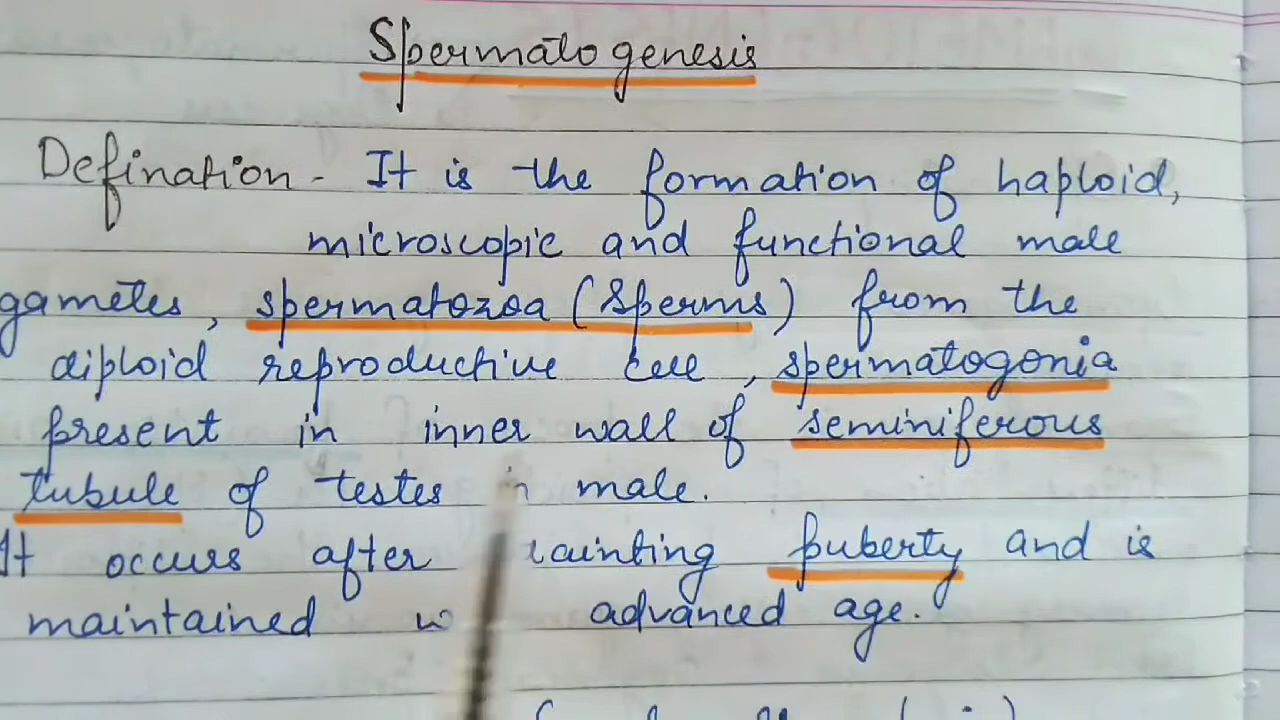 Spermatogenesis
Defination - It is the formation of haploid,
microscopic and functional male
gametes, spermatozoa (Sperms) from the
diploid reproductive cell, spermatogonia
present in inner wall of seminiferous
tubule of testes male.
It occurs after puberty and is
maintained advanced age.